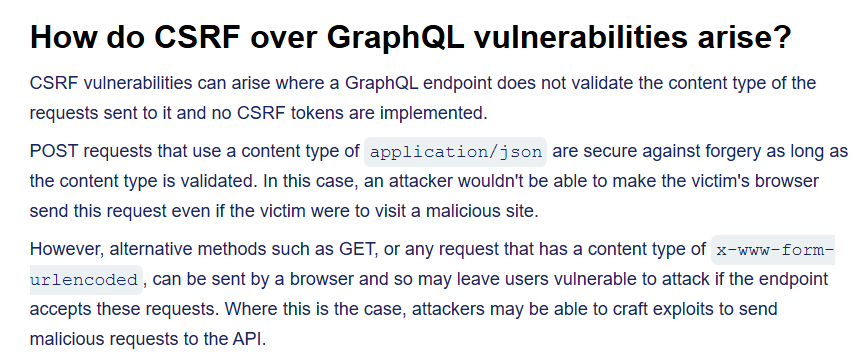 How do CSRF over GraphQL vulnerabilities arise?
CSRF vulnerabilities can arise where a GraphQL endpoint does not validate the content type of the
requests sent to it and no CSRF tokens are implemented.
POST requests that use a content type of application/json are secure against forgery as long as
the content type is validated. In this case, an attacker wouldn't be able to make the victim's browser
send this request even if the victim were to visit a malicious site.
However, alternative methods such as GET, or any request that has a content type of x-www-form-
urlencoded, can be sent by a browser and so may leave users vulnerable to attack if the endpoint
accepts these requests. Where this is the case, attackers may be able to craft exploits to send
malicious requests to the API.